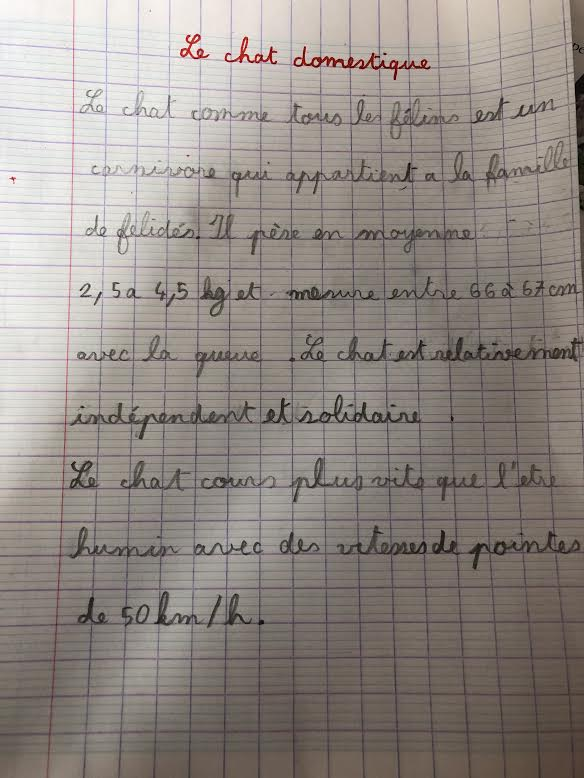 Le chat domestique
Le chat comme tous les félins est un
carnivore qui appartient a la famille
de félidés. Il pèse en moyenne
2,5 a 4,5 kg et mesure entre 66 à 67 cm
avec la queue . Le chat est relativement
indépendent et solidaire .
Le chat cours plus vite que l'etre
humin avec des vitesses de pointes
de 50 km/h.